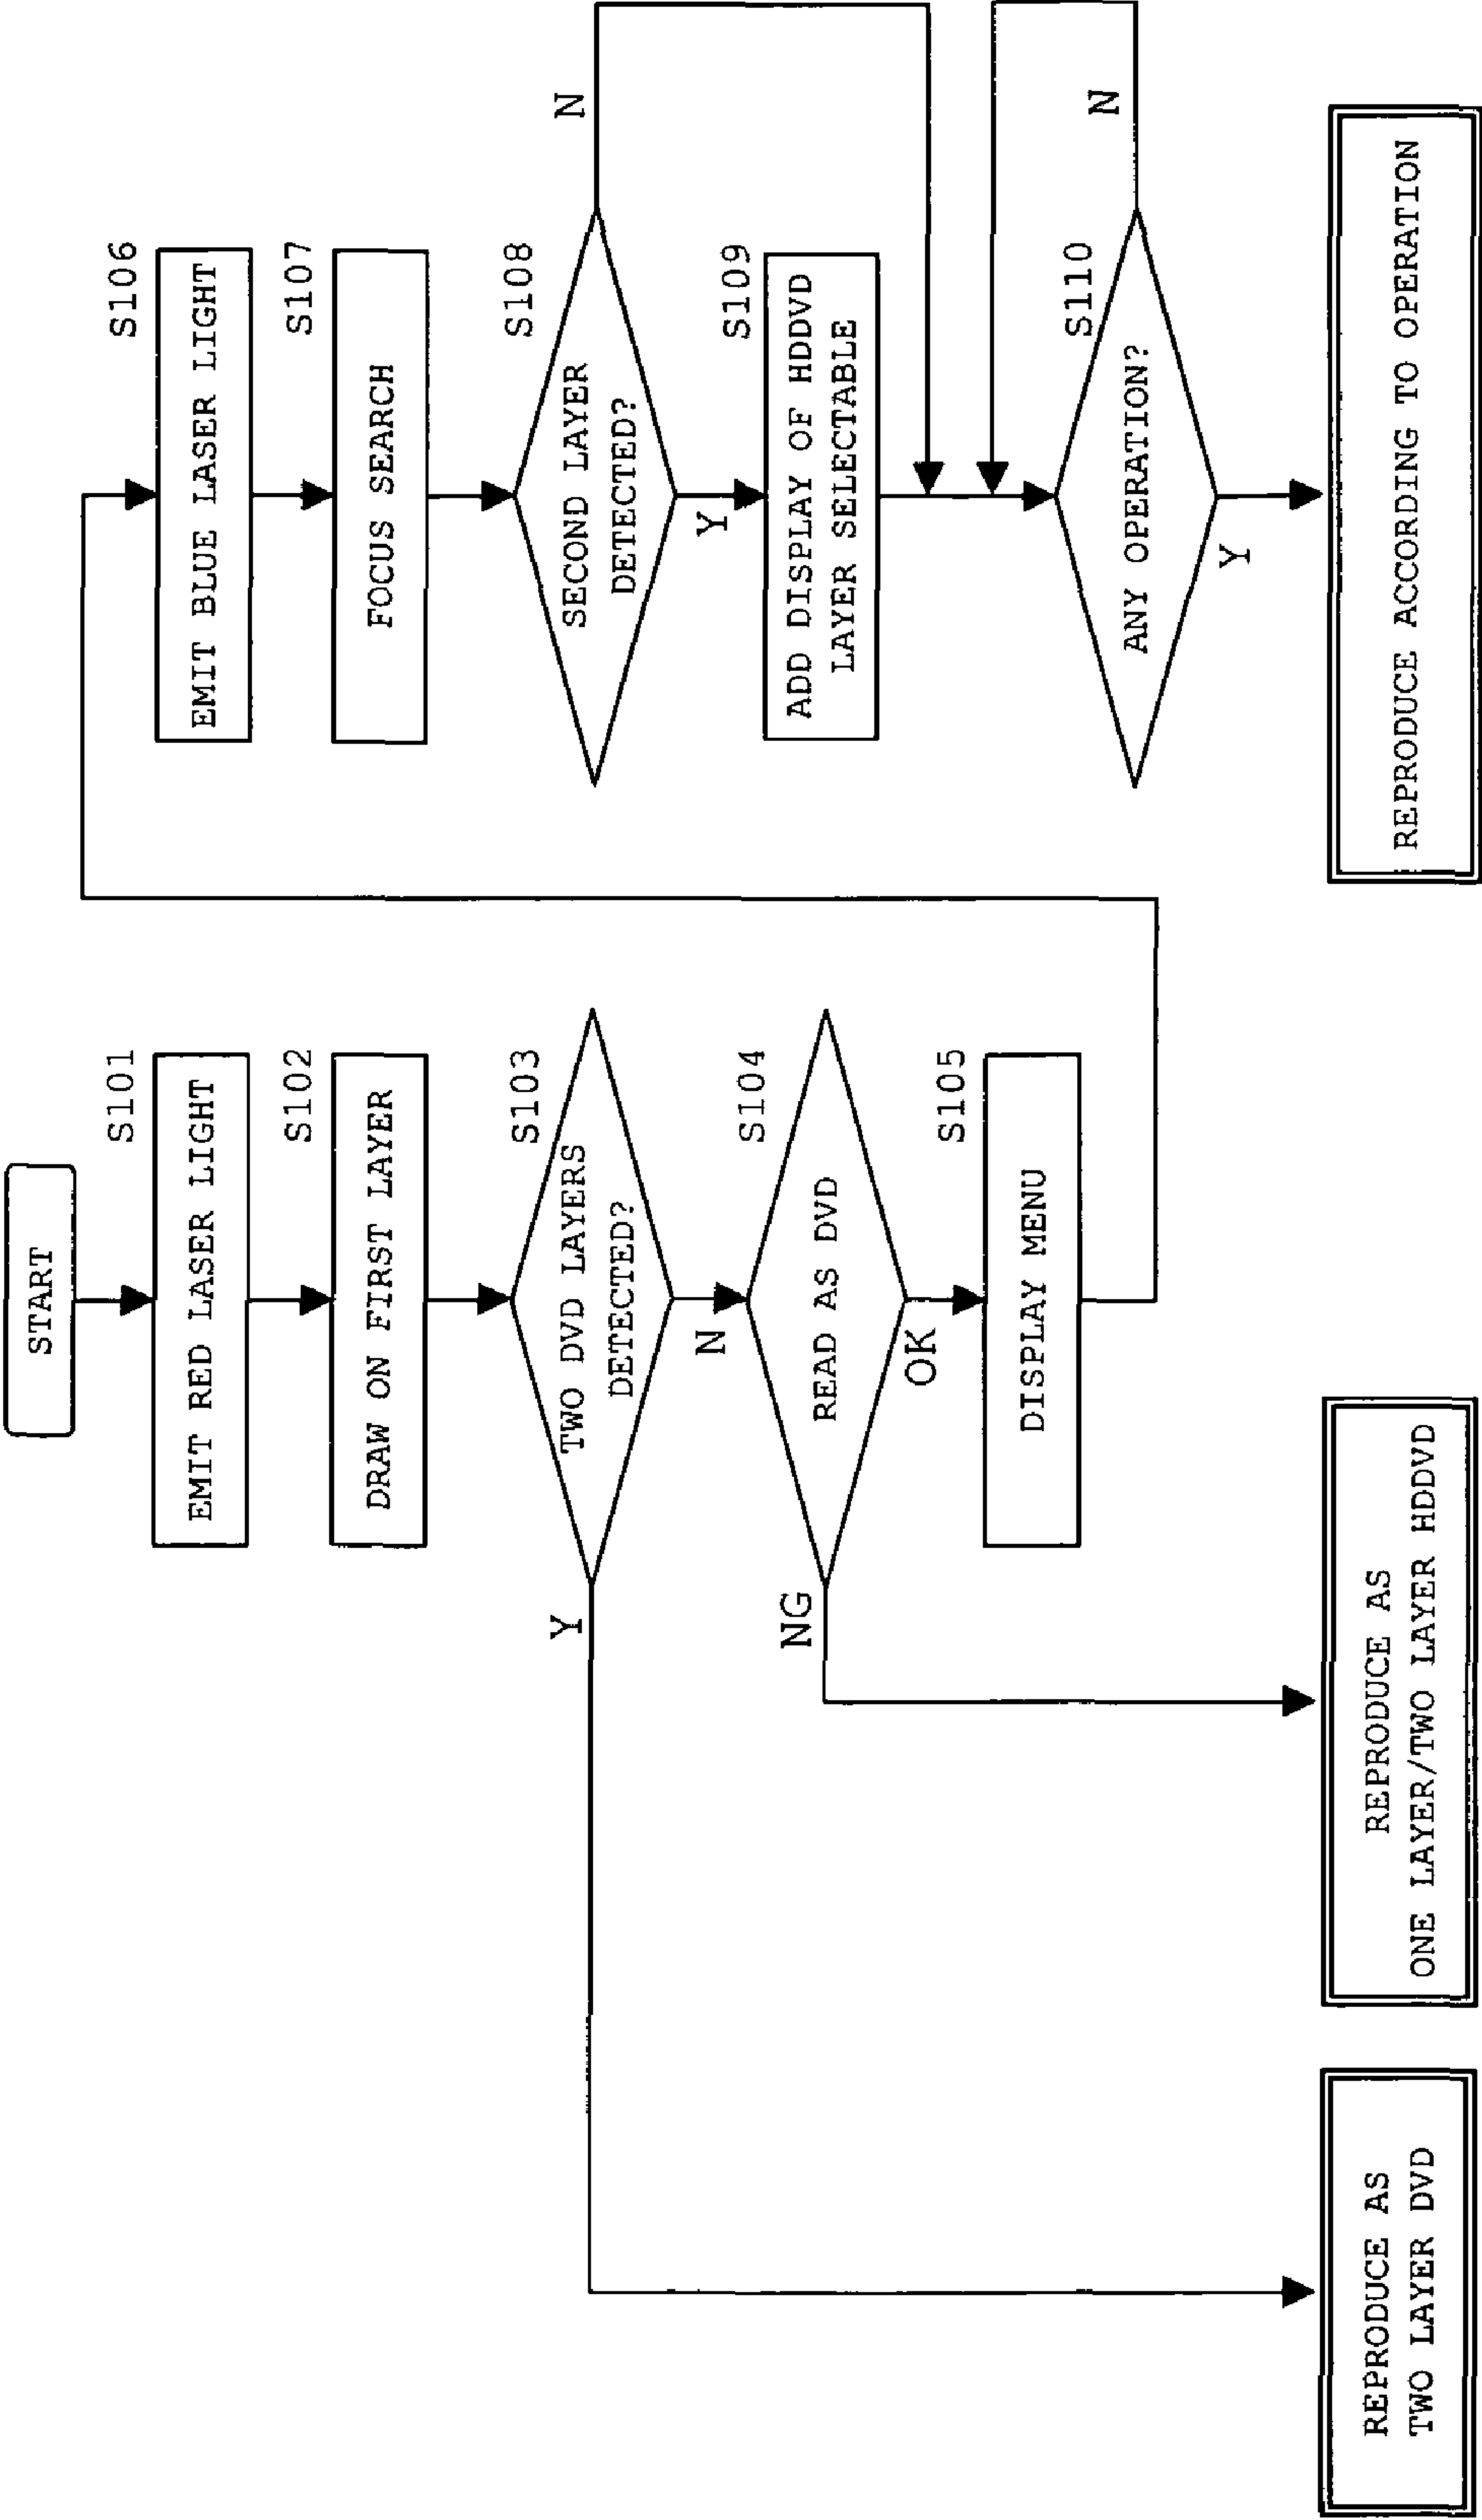 START
S101
EMIT RED LASER LIGHT
S102
DRAW ON FIRST LAYER
S103
TWO DVD LAYERS
DETECTED?
Y
N
S104
READ AS DVD
NG
OK
S105
DISPLAY MENU
REPRODUCE AS
TWO LAYER DVD
REPRODUCE AS
ONE LAYER/TWO LAYER HDDVD
S106
EMIT BLUE LASER LIGHT
S107
FOCUS SEARCH
S108
SECOND LAYER
DETECTED?
N
Y
S109
ADD DISPLAY OF HDDVD
LAYER SELECTABLE
S110
ANY OPERATION?
N
Y
REPRODUCE ACCORDING TO OPERATION